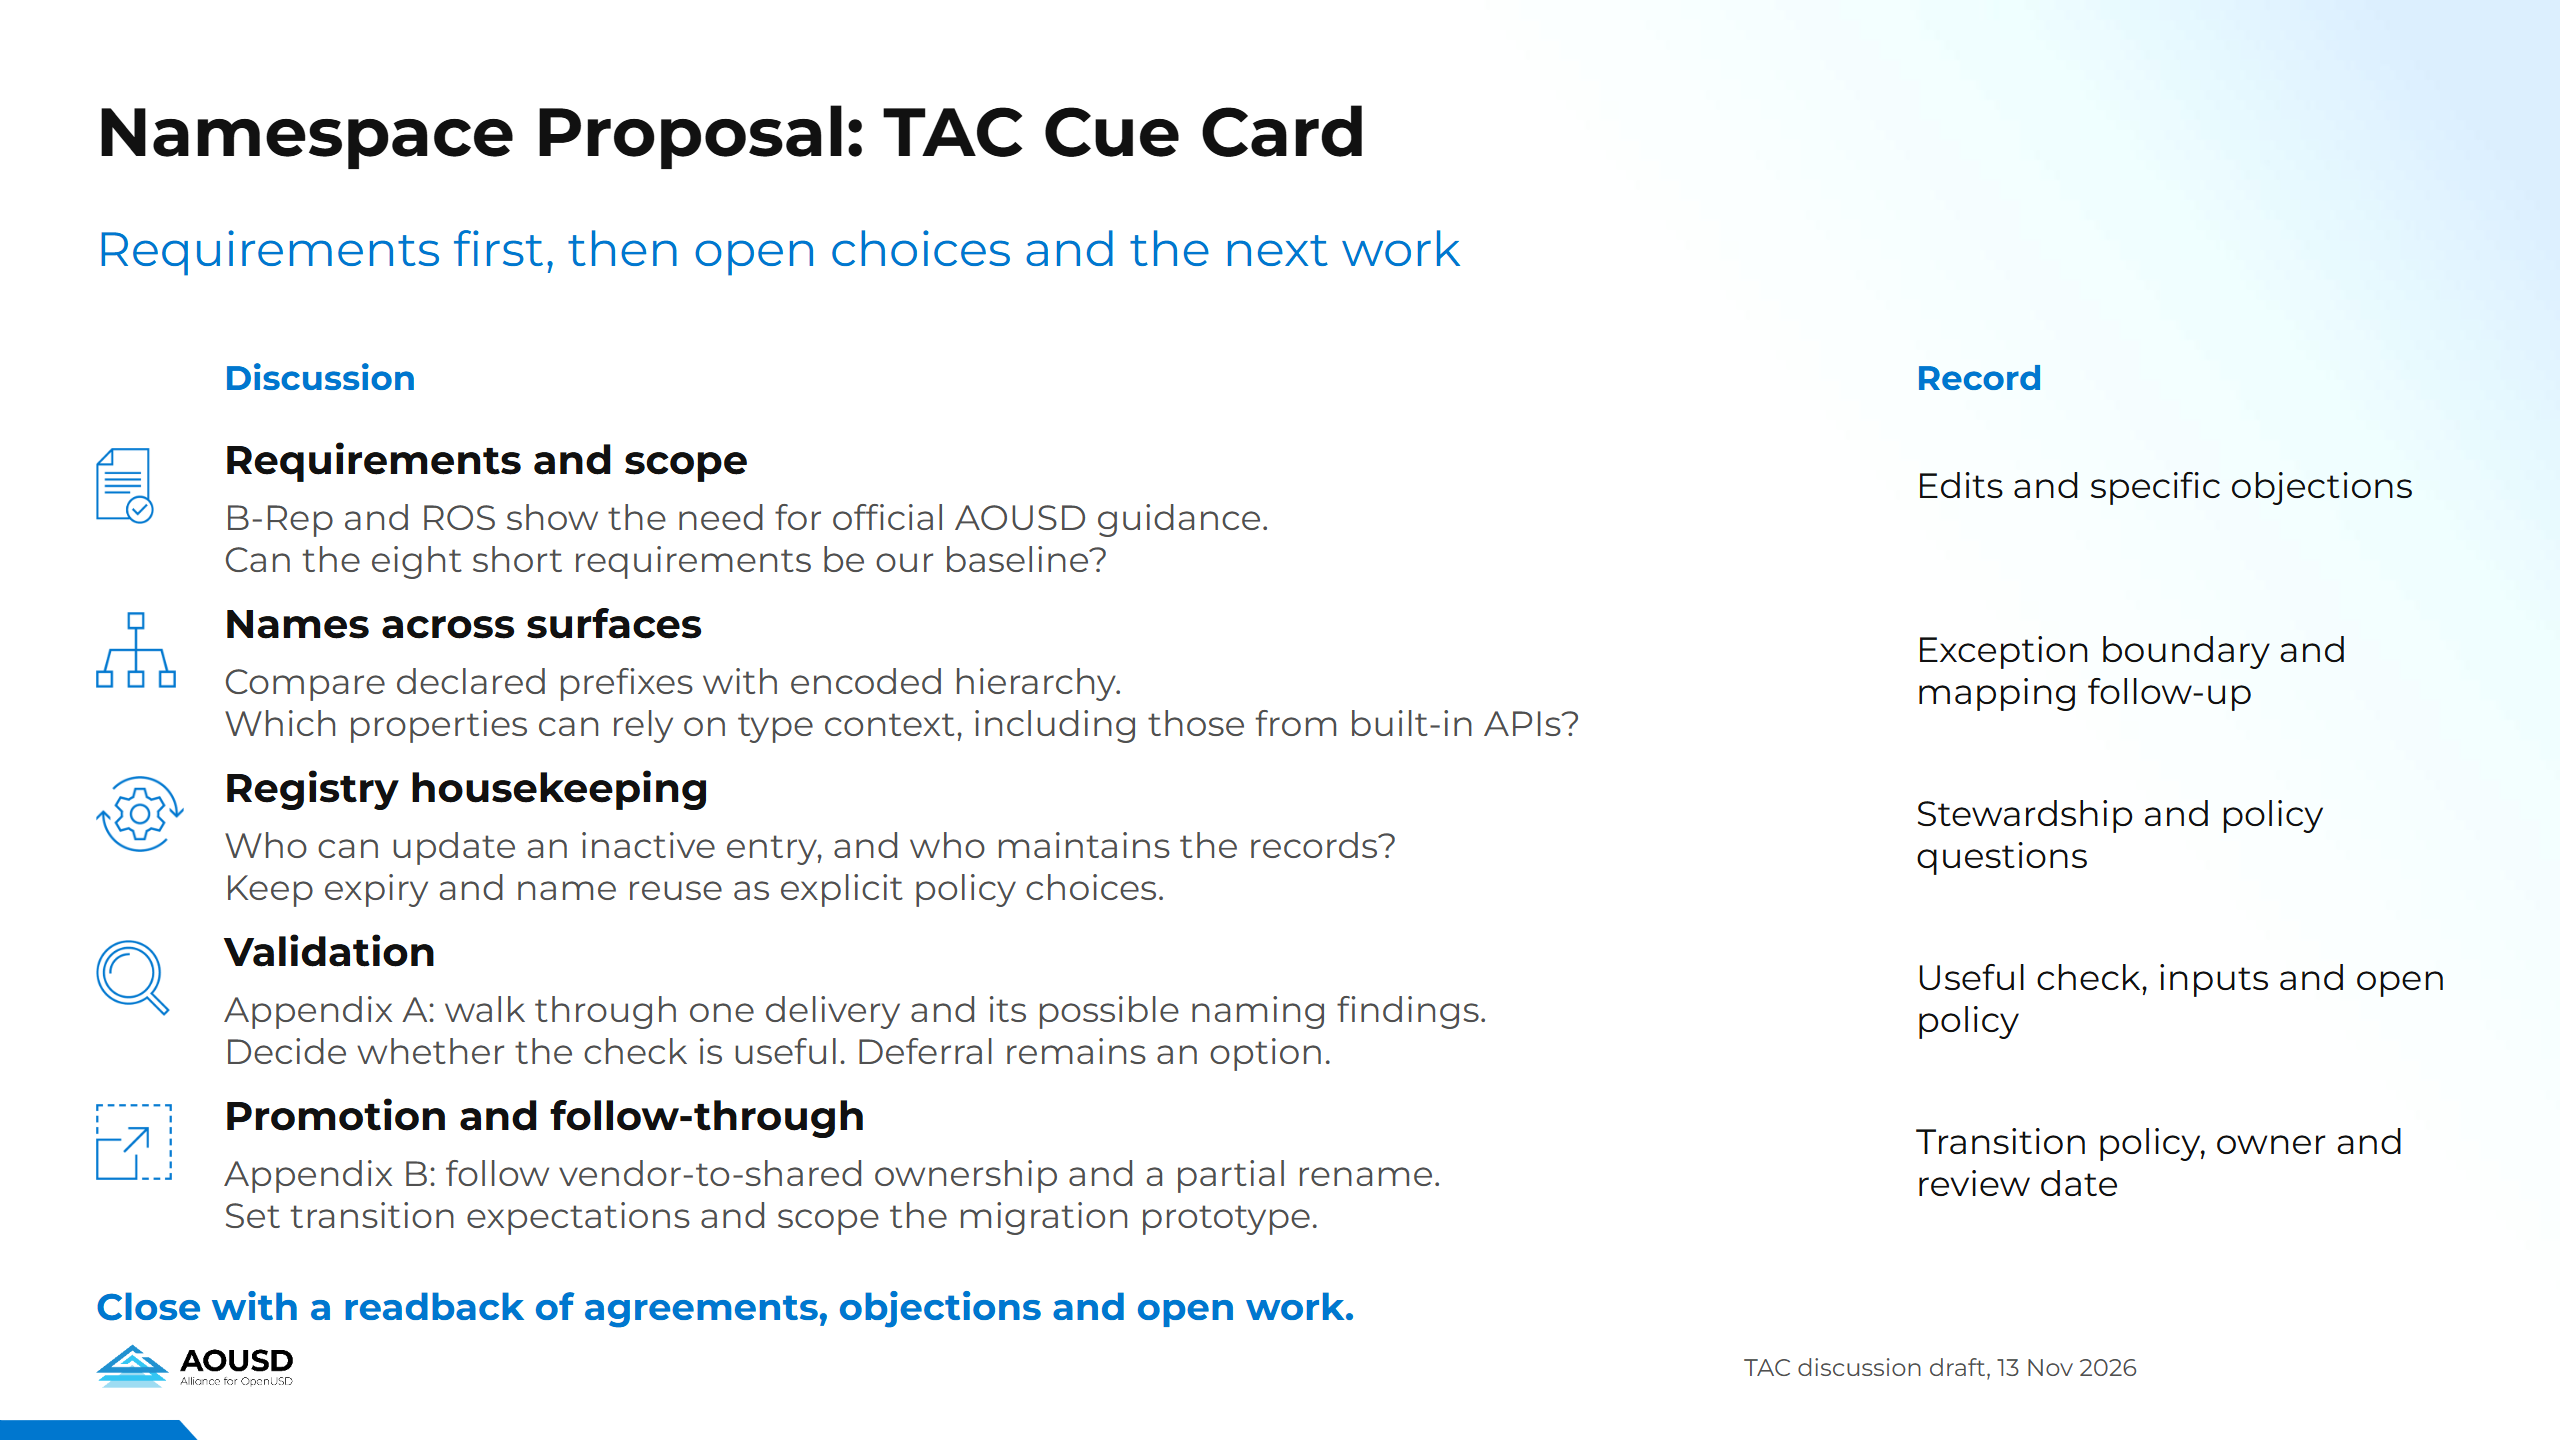 Namespace Proposal: TAC Cue Card
Requirements first, then open choices and the next work
Discussion
Record
Requirements and scope
B-Rep and ROS show the need for official AOUSD guidance.
Can the eight short requirements be our baseline?
Edits and specific objections
Names across surfaces
Compare declared prefixes with encoded hierarchy.
Which properties can rely on type context, including those from built-in APIs?
Exception boundary and
mapping follow-up
Registry housekeeping
Who can update an inactive entry, and who maintains the records?
Keep expiry and name reuse as explicit policy choices.
Stewardship and policy
questions
Validation
Appendix A: walk through one delivery and its possible naming findings.
Decide whether the check is useful. Deferral remains an option.
Useful check, inputs and open
policy
Promotion and follow-through
Appendix B: follow vendor-to-shared ownership and a partial rename.
Set transition expectations and scope the migration prototype.
Transition policy, owner and
review date
Close with a readback of agreements, objections and open work.
AOUSD
Alliance for OpenUSD
TAC discussion draft, 13 Nov 2026